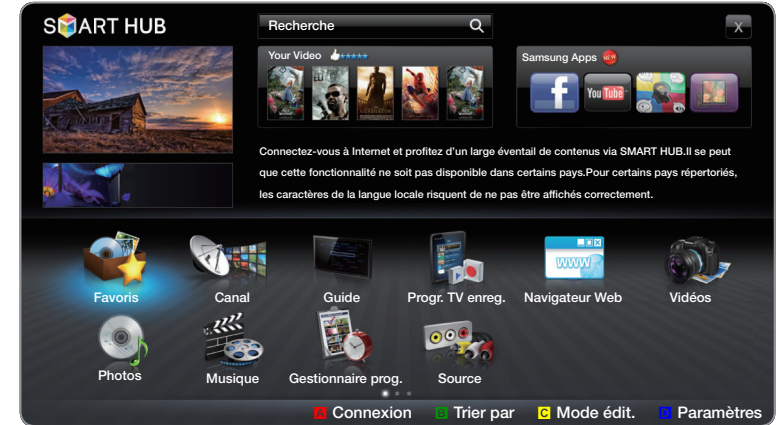 SMART HUB
Recherche
X
Your Video
Samsung Apps NEW
You Tube
Connectez-vous à Internet et profitez d'un large éventail de contenus via SMART HUB.Il se peut
que cette fonctionnalité ne soit pas disponible dans certains pays.Pour certains pays répertoriés,
les caractères de la langue locale risquent de ne pas être affichés correctement.
www
Favoris Canal Guide Progr. TV enreg. Navigateur Web Vidéos
Photos Musique Gestionnaire prog. Source
A Connexion B Trier par C Mode édit. D Paramètres